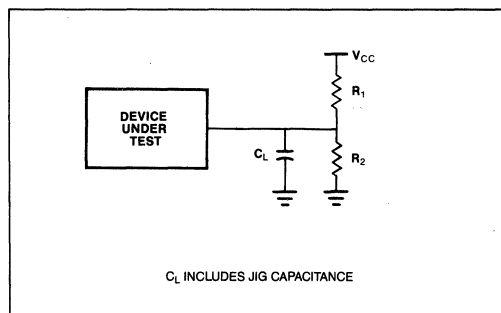 V_CC
R_1
DEVICE
UNDER
TEST
C_L
R_2
C_L INCLUDES JIG CAPACITANCE